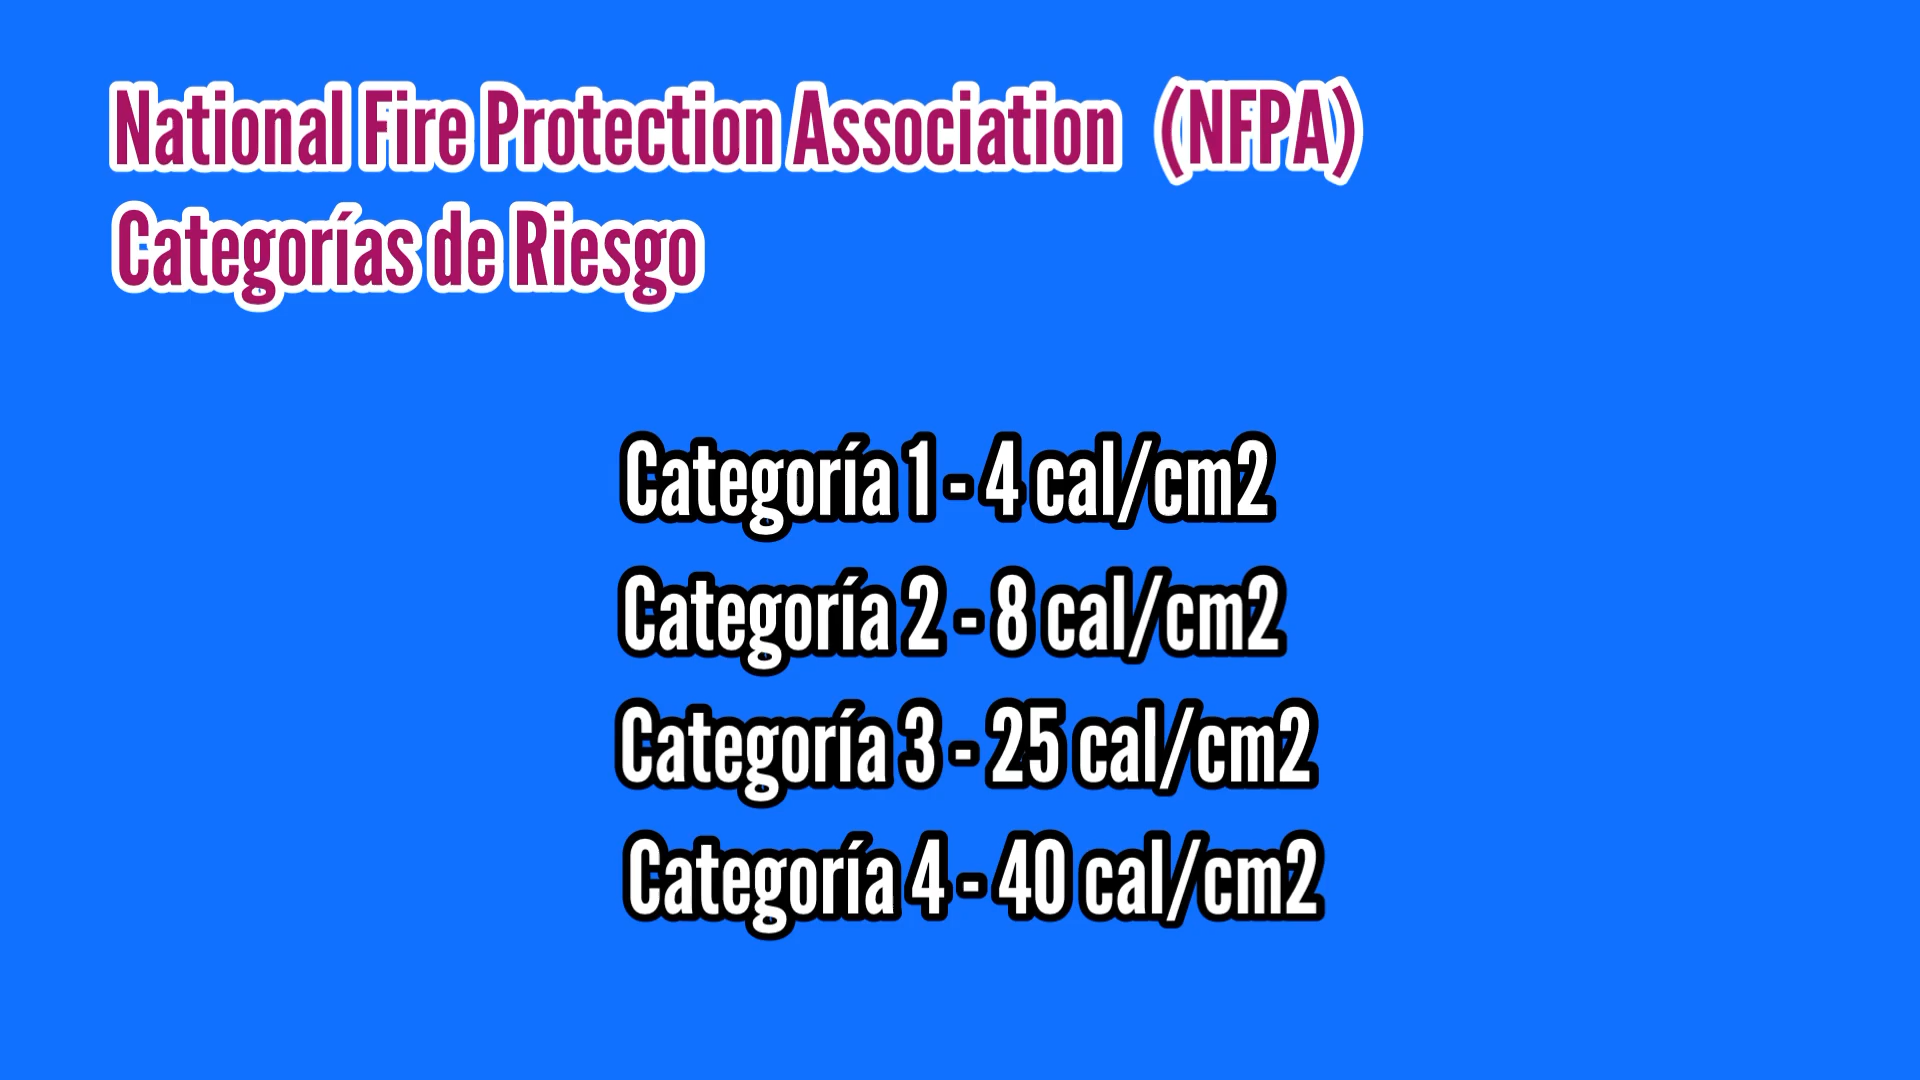 National Fire Protection Association (NFPA)
Categorías de Riesgo
Categoría 1 - 4 cal/cm2
Categoría 2 - 8 cal/cm2
Categoría 3 - 25 cal/cm2
Categoría 4 - 40 cal/cm2